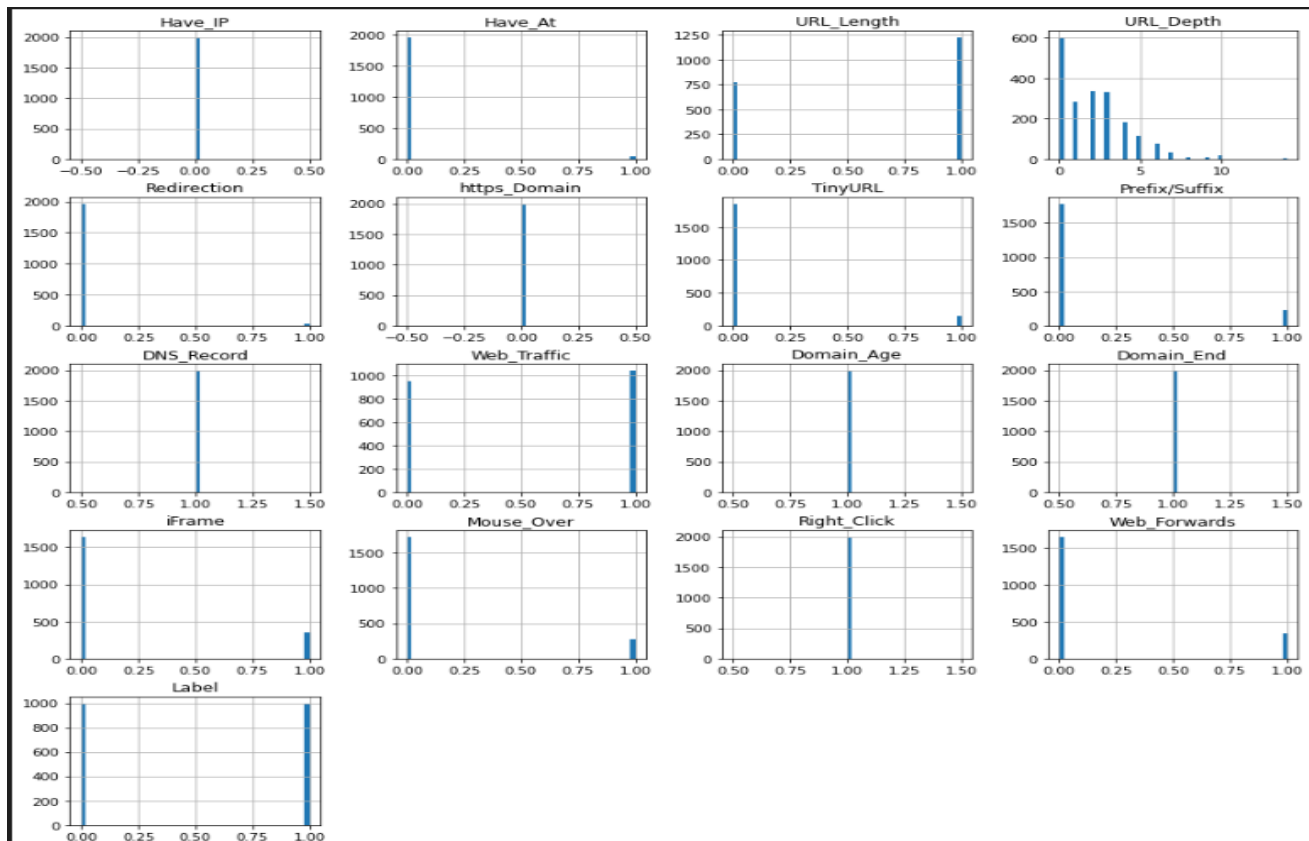 Have_IP Have_At URL_Length URL_Depth
2000 2000 1250 600
1500 1500 1000 400
1000 1000 750 200
500 500 500 0
0 0 250
0
−0.50 −0.25 0.00 0.25 0.50 0.00 0.25 0.50 0.75 1.00 0.00 0.25 0.50 0.75 1.00 0 5 10
Redirection https_Domain TinyURL Prefix/Suffix
2000 2000 1500 1500
1500 1500 1000 1000
1000 1000 500 500
500 500 0 0
0 0
0.00 0.25 0.50 0.75 1.00 −0.50 −0.25 0.00 0.25 0.50 0.00 0.25 0.50 0.75 1.00 0.00 0.25 0.50 0.75 1.00
DNS_Record Web_Traffic Domain_Age Domain_End
2000 1000 2000 2000
1500 800 1500 1500
1000 600 1000 1000
500 400 500 500
0 200 0 0
0
0.50 0.75 1.00 1.25 1.50 0.00 0.25 0.50 0.75 1.00 0.50 0.75 1.00 1.25 1.50 0.50 0.75 1.00 1.25 1.50
iFrame Mouse_Over Right_Click Web_Forwards
1500 1500 2000 1500
1000 1000 1500 1000
500 500 1000 500
0 0 500 0
0
0.00 0.25 0.50 0.75 1.00 0.00 0.25 0.50 0.75 1.00 0.50 0.75 1.00 1.25 1.50 0.00 0.25 0.50 0.75 1.00
Label
1000
800
600
400
200
0
0.00 0.25 0.50 0.75 1.00